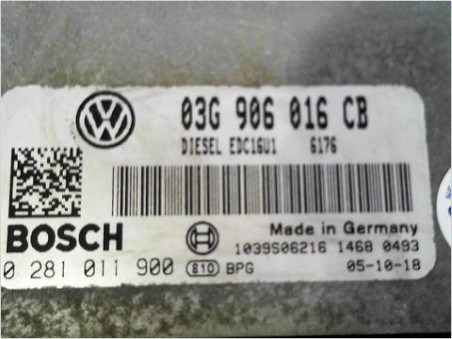 03G 906 016 CB
DIESEL EDC16U1 6176
BOSCH
Made in Germany
1039S06216 1468 0493
0 281 011 900 810 BPG 05-10-18